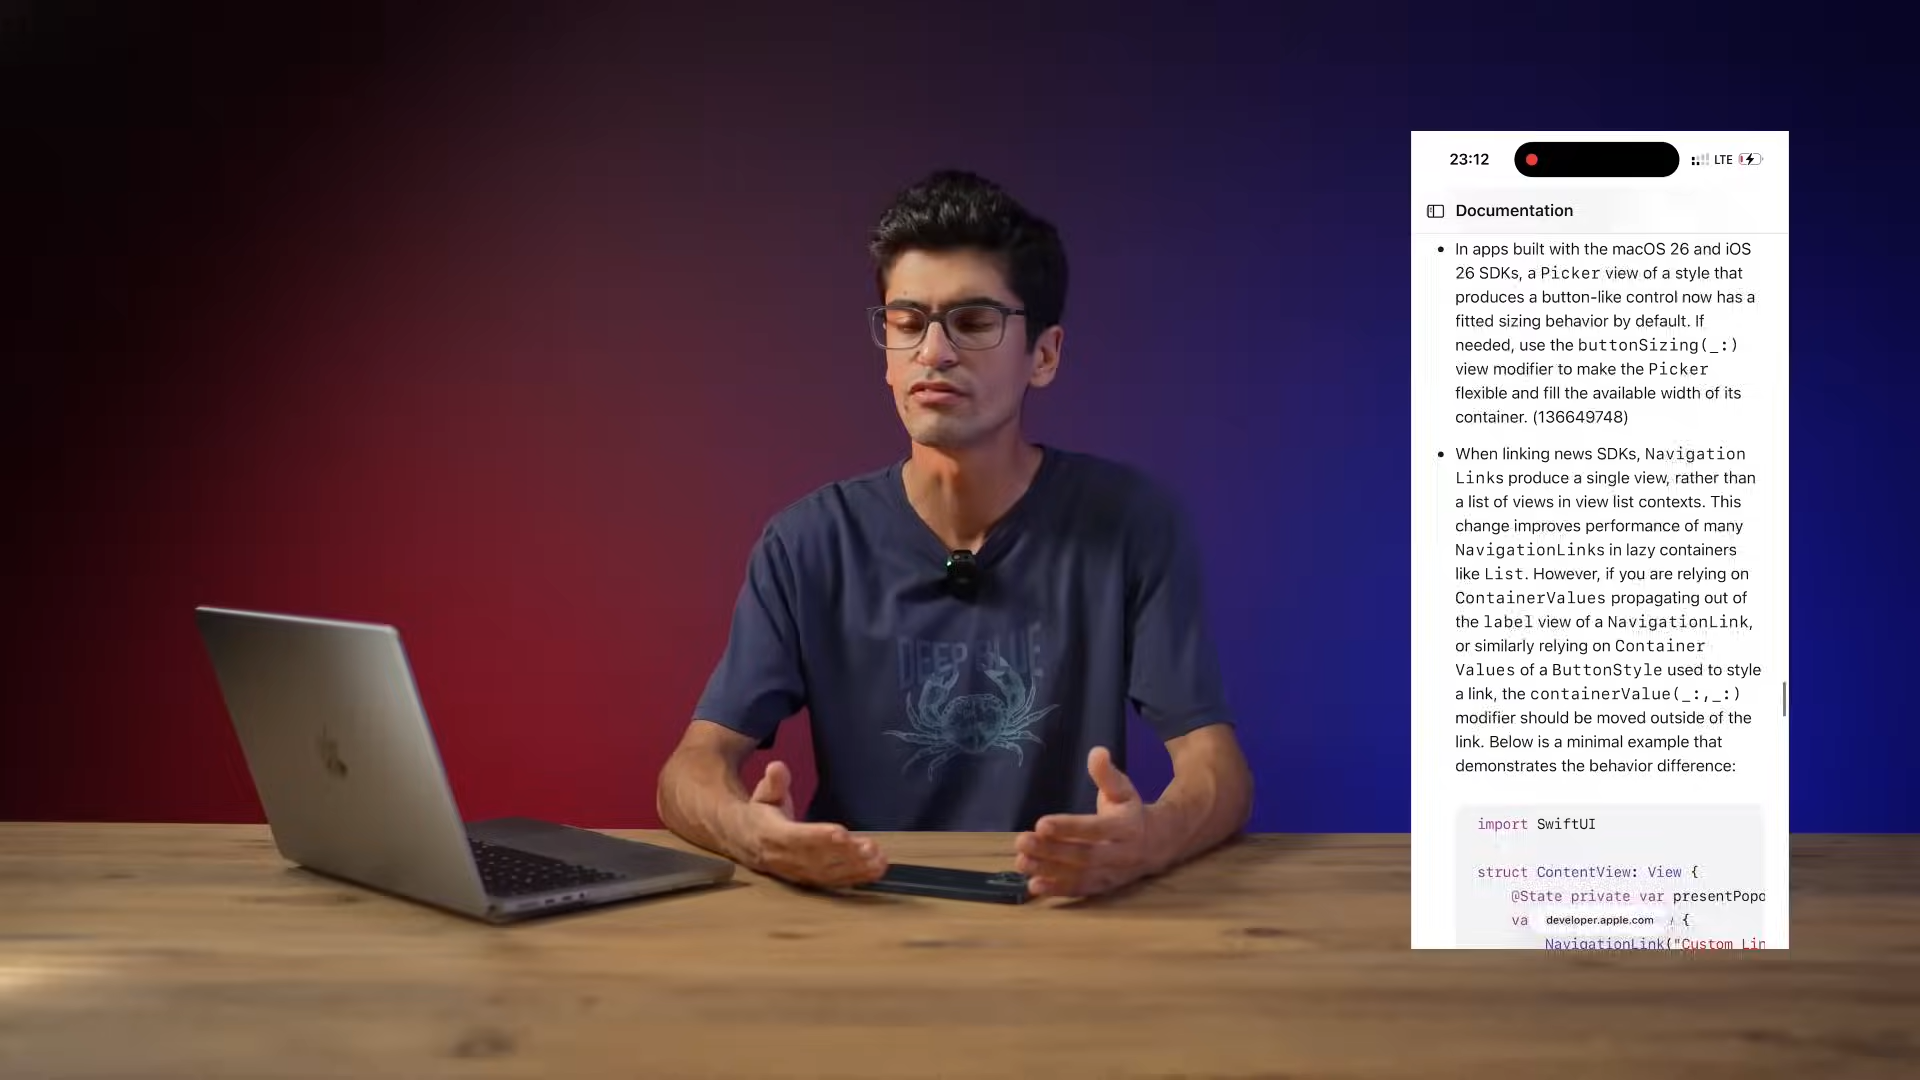 DEEP BLUE
23:12
LTE
Documentation
• In apps built with the macOS 26 and iOS
26 SDKs, a Picker view of a style that
produces a button-like control now has a
fitted sizing behavior by default. If
needed, use the buttonSizing(_:)
view modifier to make the Picker
flexible and fill the available width of its
container. (136649748)
• When linking news SDKs, Navigation
Links produce a single view, rather than
a list of views in view list contexts. This
change improves performance of many
NavigationLinks in lazy containers
like List. However, if you are relying on
ContainerValues propagating out of
the label view of a NavigationLink,
or similarly relying on Container
Values of a ButtonStyle used to style
a link, the containerValue(_:,_:)
modifier should be moved outside of the
link. Below is a minimal example that
demonstrates the behavior difference:
import SwiftUI
struct ContentView: View {
@State private var presentPopo
va developer.apple.com {
NavigationLink("Custom Lin